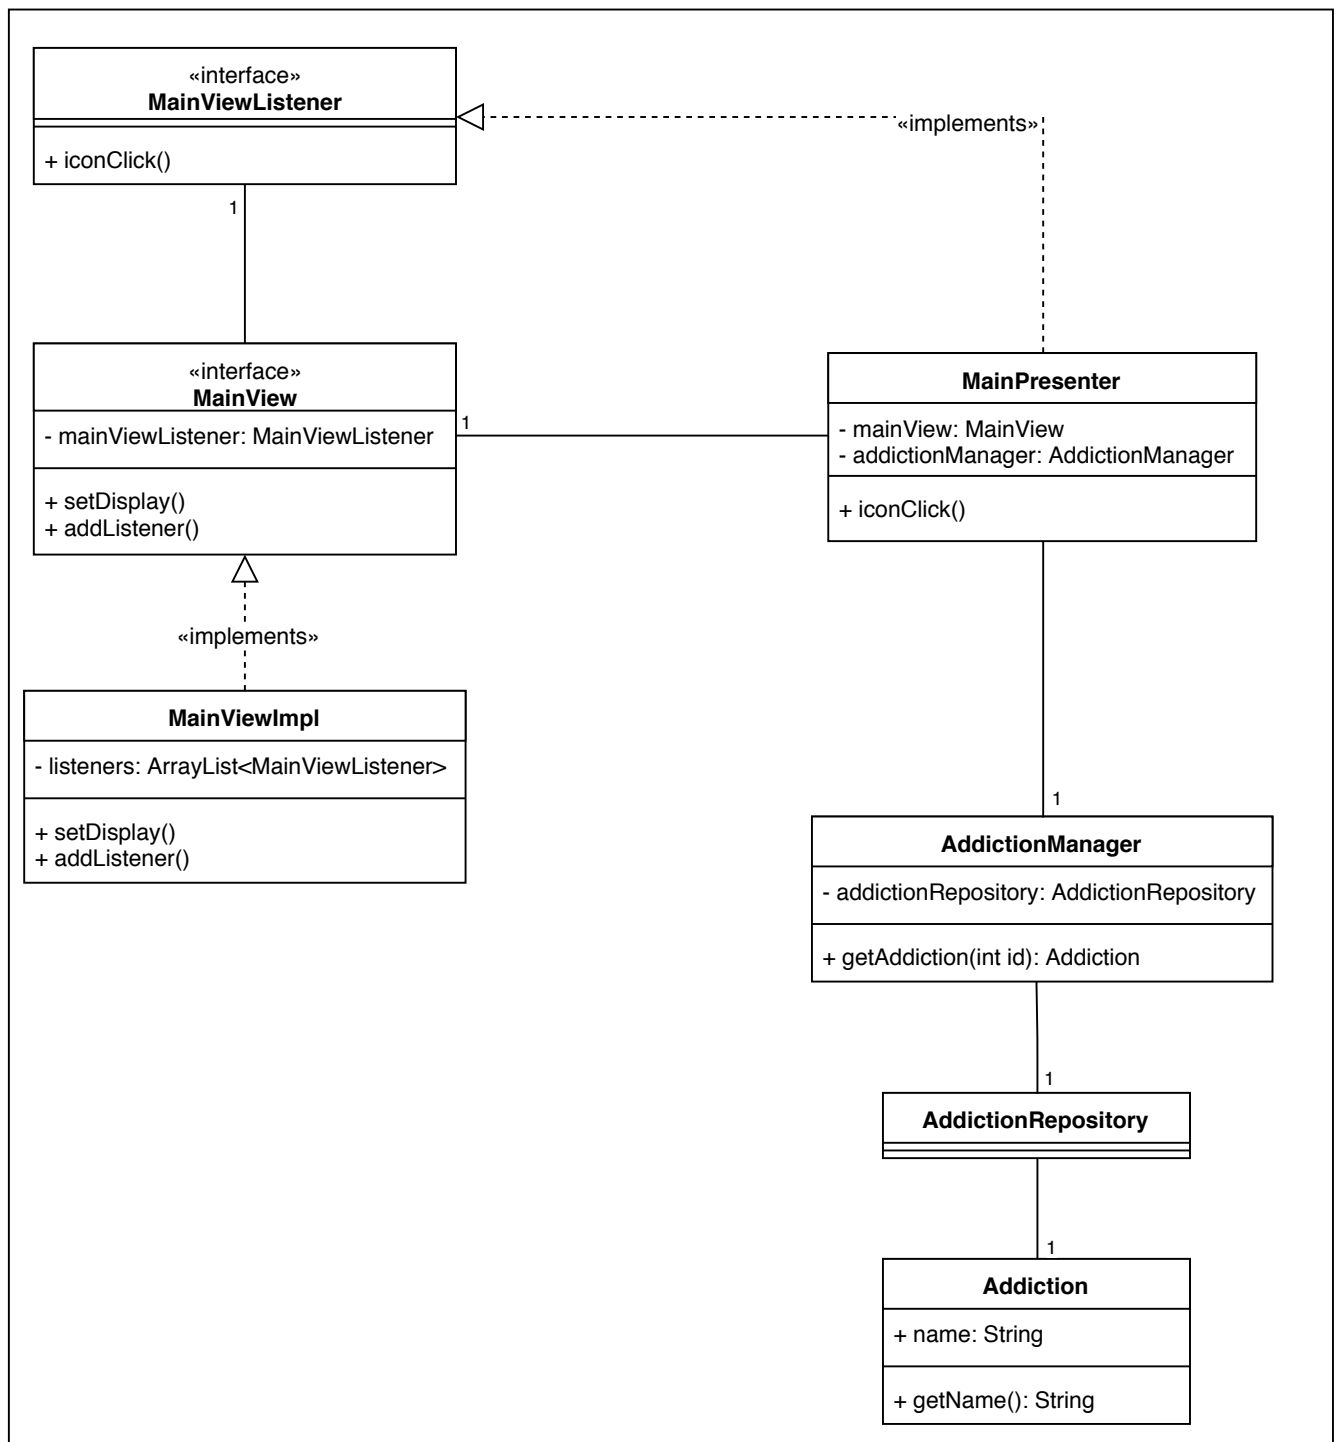 «interface»
MainViewListener
+ iconClick()
«implements»
1
«interface»
MainView
- mainViewListener: MainViewListener
+ setDisplay()
+ addListener()
1
MainPresenter
- mainView: MainView
- addictionManager: AddictionManager
+ iconClick()
«implements»
MainViewImpl
- listeners: ArrayList<MainViewListener>
+ setDisplay()
+ addListener()
1
AddictionManager
- addictionRepository: AddictionRepository
+ getAddiction(int id): Addiction
1
AddictionRepository
1
Addiction
+ name: String
+ getName(): String